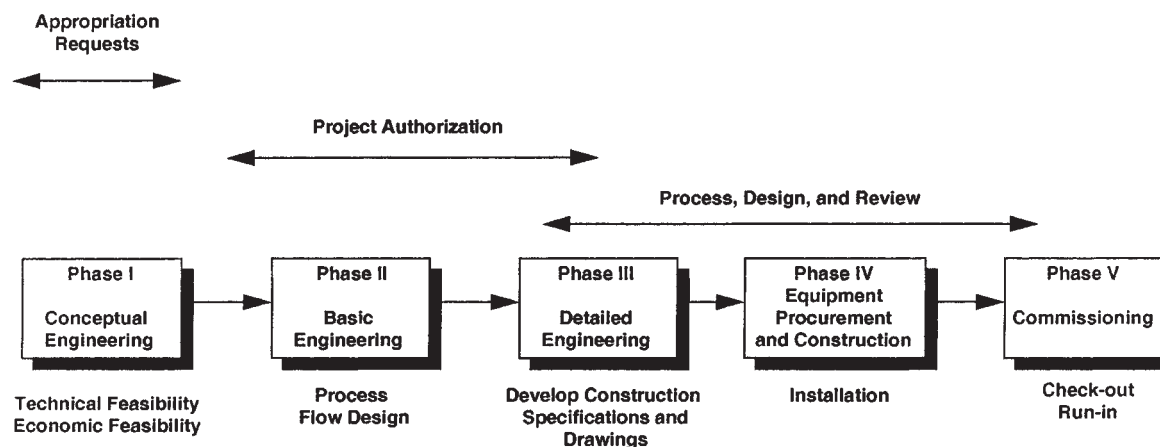 Appropriation
Requests
Project Authorization
Process, Design, and Review
Phase I
Conceptual
Engineering
Phase II
Basic
Engineering
Phase III
Detailed
Engineering
Phase IV
Equipment
Procurement
and Construction
Phase V
Commissioning
Technical Feasibility
Economic Feasibility
Process
Flow Design
Develop Construction
Specifications and
Drawings
Installation
Check-out
Run-in